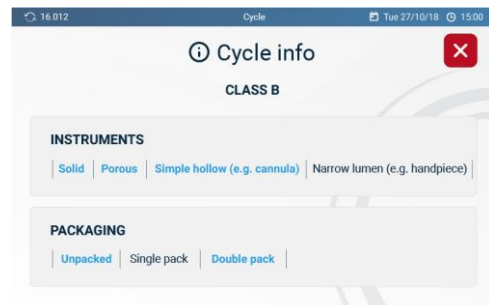 16.012 Cycle Tue 27/10/18 15:00
Cycle info
CLASS B
INSTRUMENTS
Solid Porous Simple hollow (e.g. cannula) Narrow lumen (e.g. handpiece)
PACKAGING
Unpacked Single pack Double pack